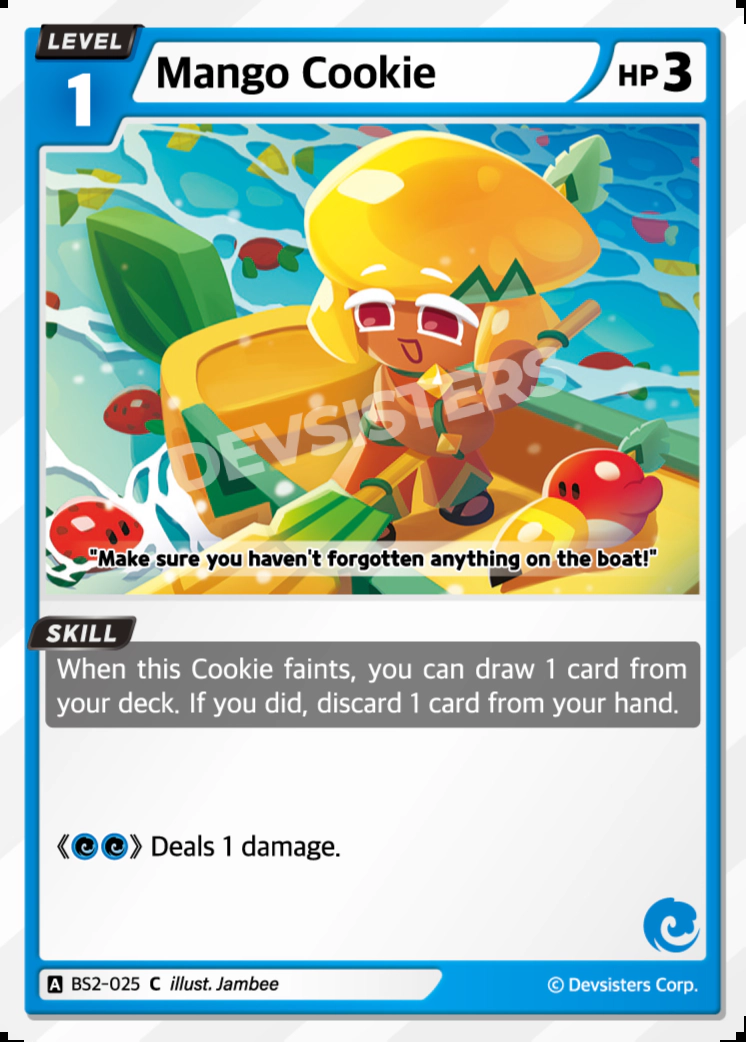 LEVEL
1
Mango Cookie
HP 3
DEVSISTERS
"Make sure you haven't forgotten anything on the boat!"
SKILL
When this Cookie faints, you can draw 1 card from
your deck. If you did, discard 1 card from your hand.
《》 Deals 1 damage.
A BS2-025 C illust. Jambee
© Devsisters Corp.